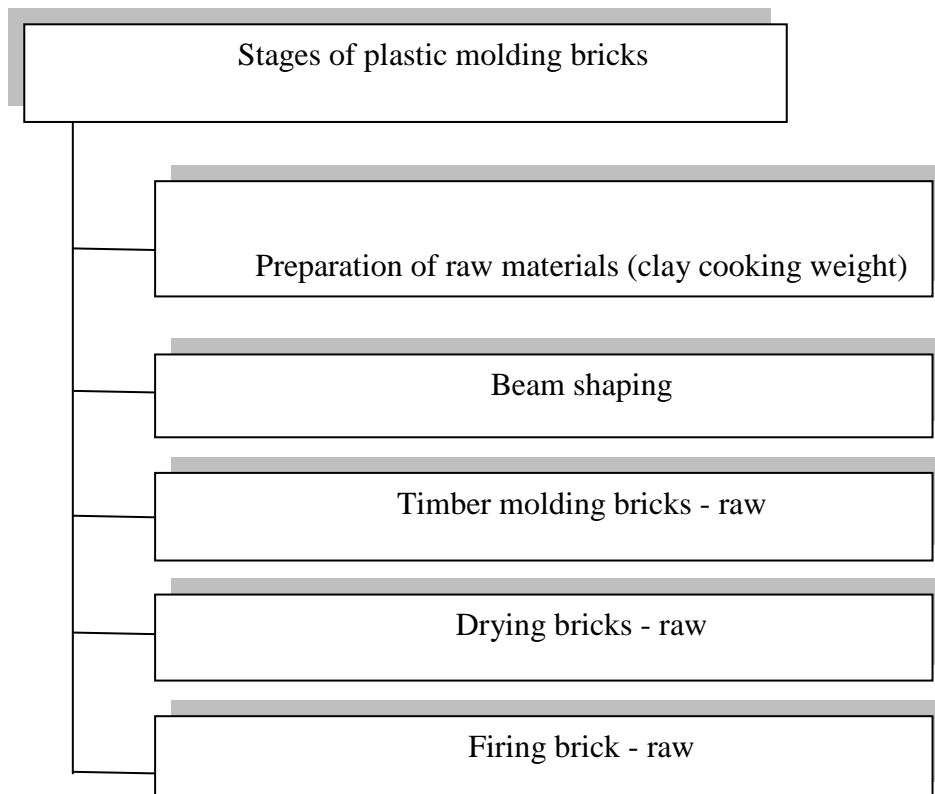 Stages of plastic molding bricks
Preparation of raw materials (clay cooking weight)
Beam shaping
Timber molding bricks - raw
Drying bricks - raw
Firing brick - raw